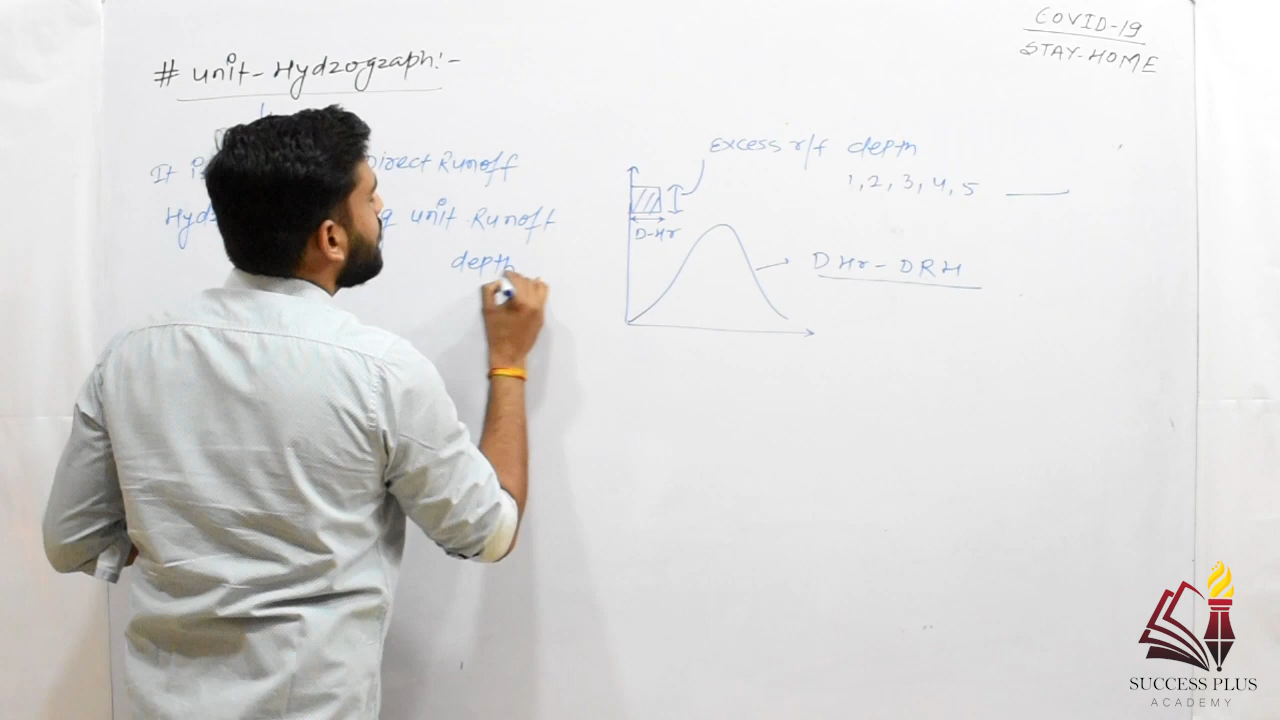 COVID-19
STAY-HOME
# Unit-Hydrograph:-
It is Direct Runoff
unit Runoff
depth
Excess r/f depth
1, 2, 3, 4, 5
D-Hr
D Hr - DRH
SUCCESS PLUS
ACADEMY